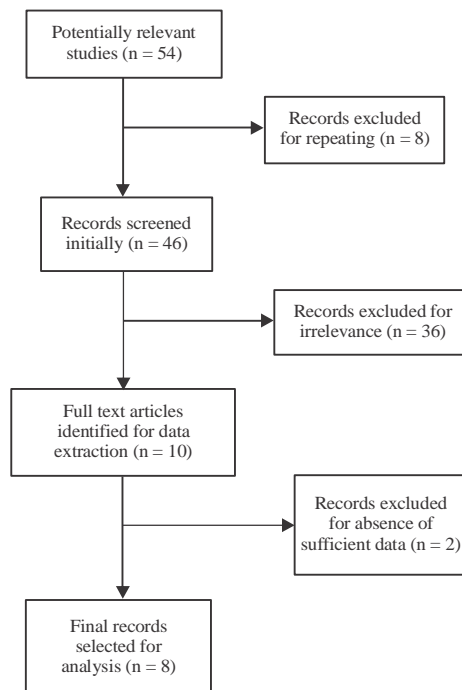 Potentially relevant
studies (n = 54)
Records excluded
for repeating (n = 8)
Records screened
initially (n = 46)
Records excluded for
irrelevance (n = 36)
Full text articles
identified for data
extraction (n = 10)
Records excluded
for absence of
sufficient data (n = 2)
Final records
selected for
analysis (n = 8)